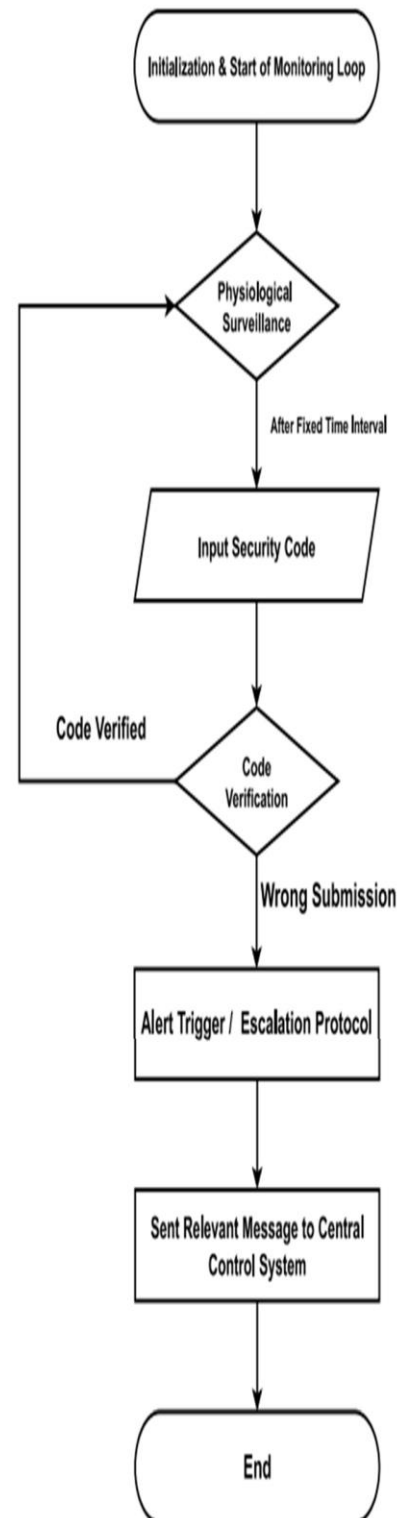 Initialization & Start of Monitoring Loop
Physiological
Surveillance
After Fixed Time Interval
Input Security Code
Code Verified
Code
Verification
Wrong Submission
Alert Trigger / Escalation Protocol
Sent Relevant Message to Central
Control System
End